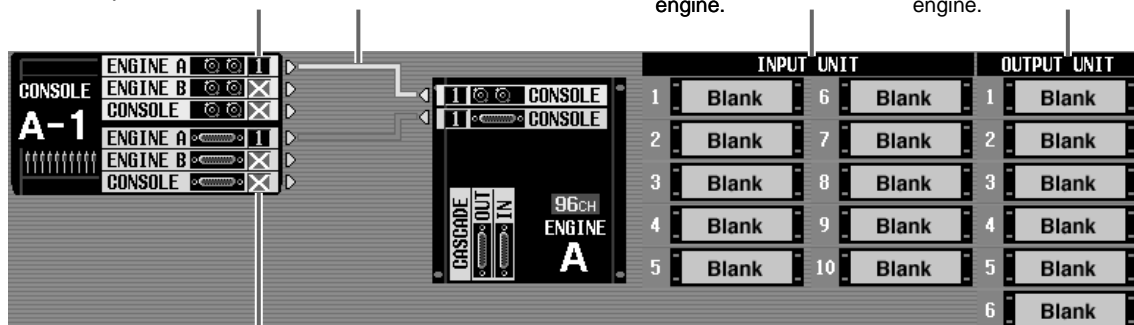 engine.
engine.
CONSOLE
A-1
ENGINE A 1
ENGINE B X
CONSOLE X
ENGINE A 1
ENGINE B X
CONSOLE X
1 CONSOLE
1 CONSOLE
CASCADE
OUT
IN
96CH
ENGINE
A
INPUT UNIT
1 Blank 6 Blank
2 Blank 7 Blank
3 Blank 8 Blank
4 Blank 9 Blank
5 Blank 10 Blank
OUTPUT UNIT
1 Blank
2 Blank
3 Blank
4 Blank
5 Blank
6 Blank